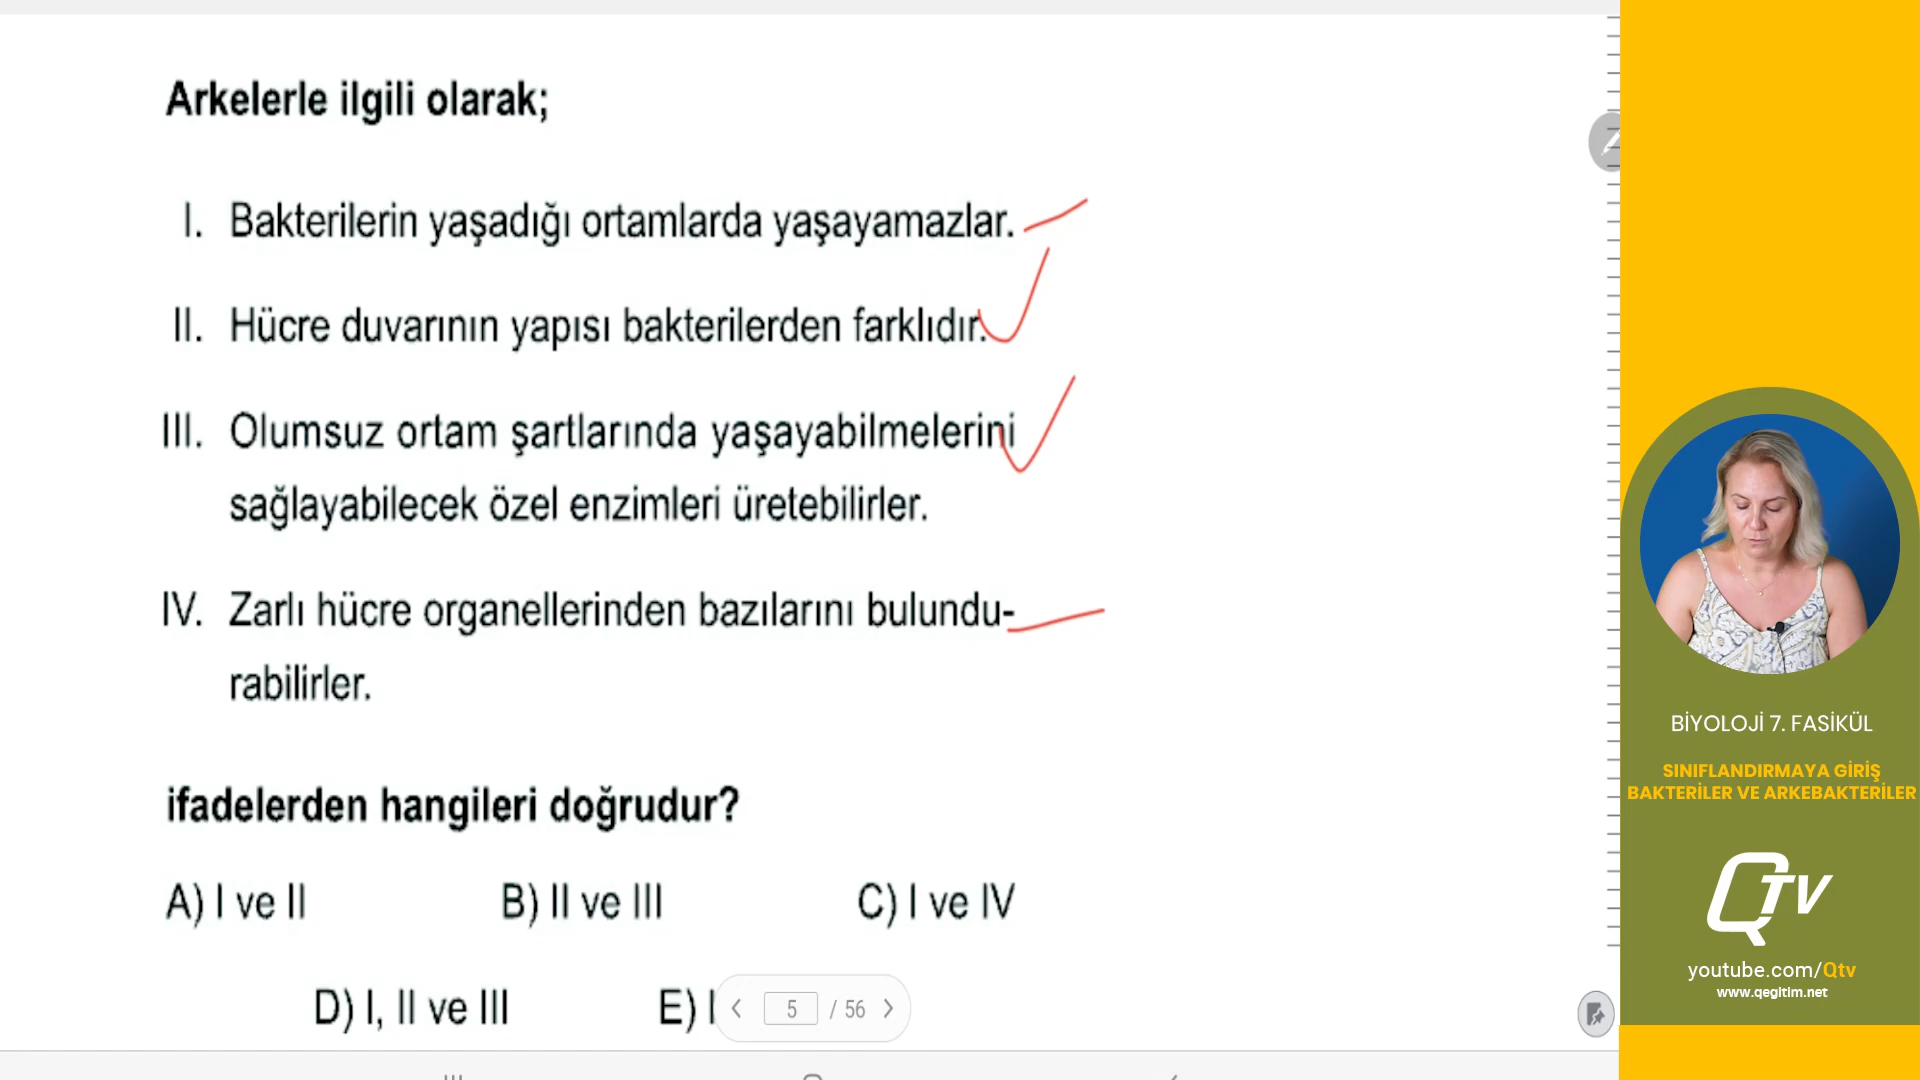 Arkelerle ilgili olarak;
I. Bakterilerin yaşadığı ortamlarda yaşayamazlar.
II. Hücre duvarının yapısı bakterilerden farklıdır.
III. Olumsuz ortam şartlarında yaşayabilmelerini
sağlayabilecek özel enzimleri üretebilirler.
IV. Zarlı hücre organellerinden bazılarını bulundu-
rabilirler.
ifadelerden hangileri doğrudur?
A) I ve II B) II ve III C) I ve IV
D) I, II ve III E) I
5 / 56
BİYOLOJİ 7. FASİKÜL
SINIFLANDIRMAYA GİRİŞ
BAKTERİLER VE ARKEBAKTERİLER
QTV
youtube.com/Qtv
www.qegitim.net